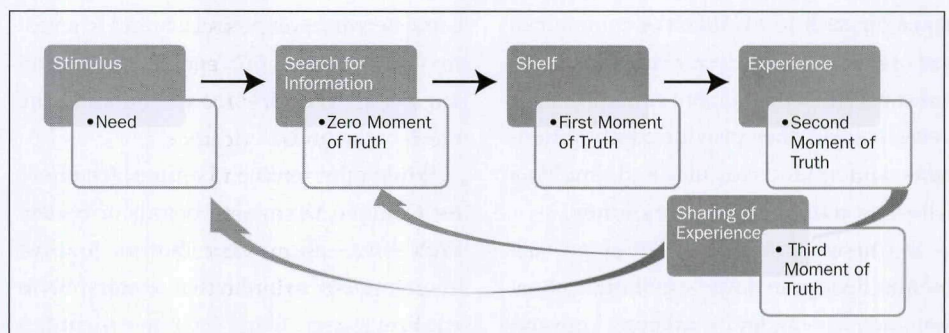 Stimulus
•Need
Search for
Information
•Zero Moment
of Truth
Shelf
•First Moment
of Truth
Experience
•Second
Moment of
Truth
Sharing of
Experience
• Third
Moment of
Truth